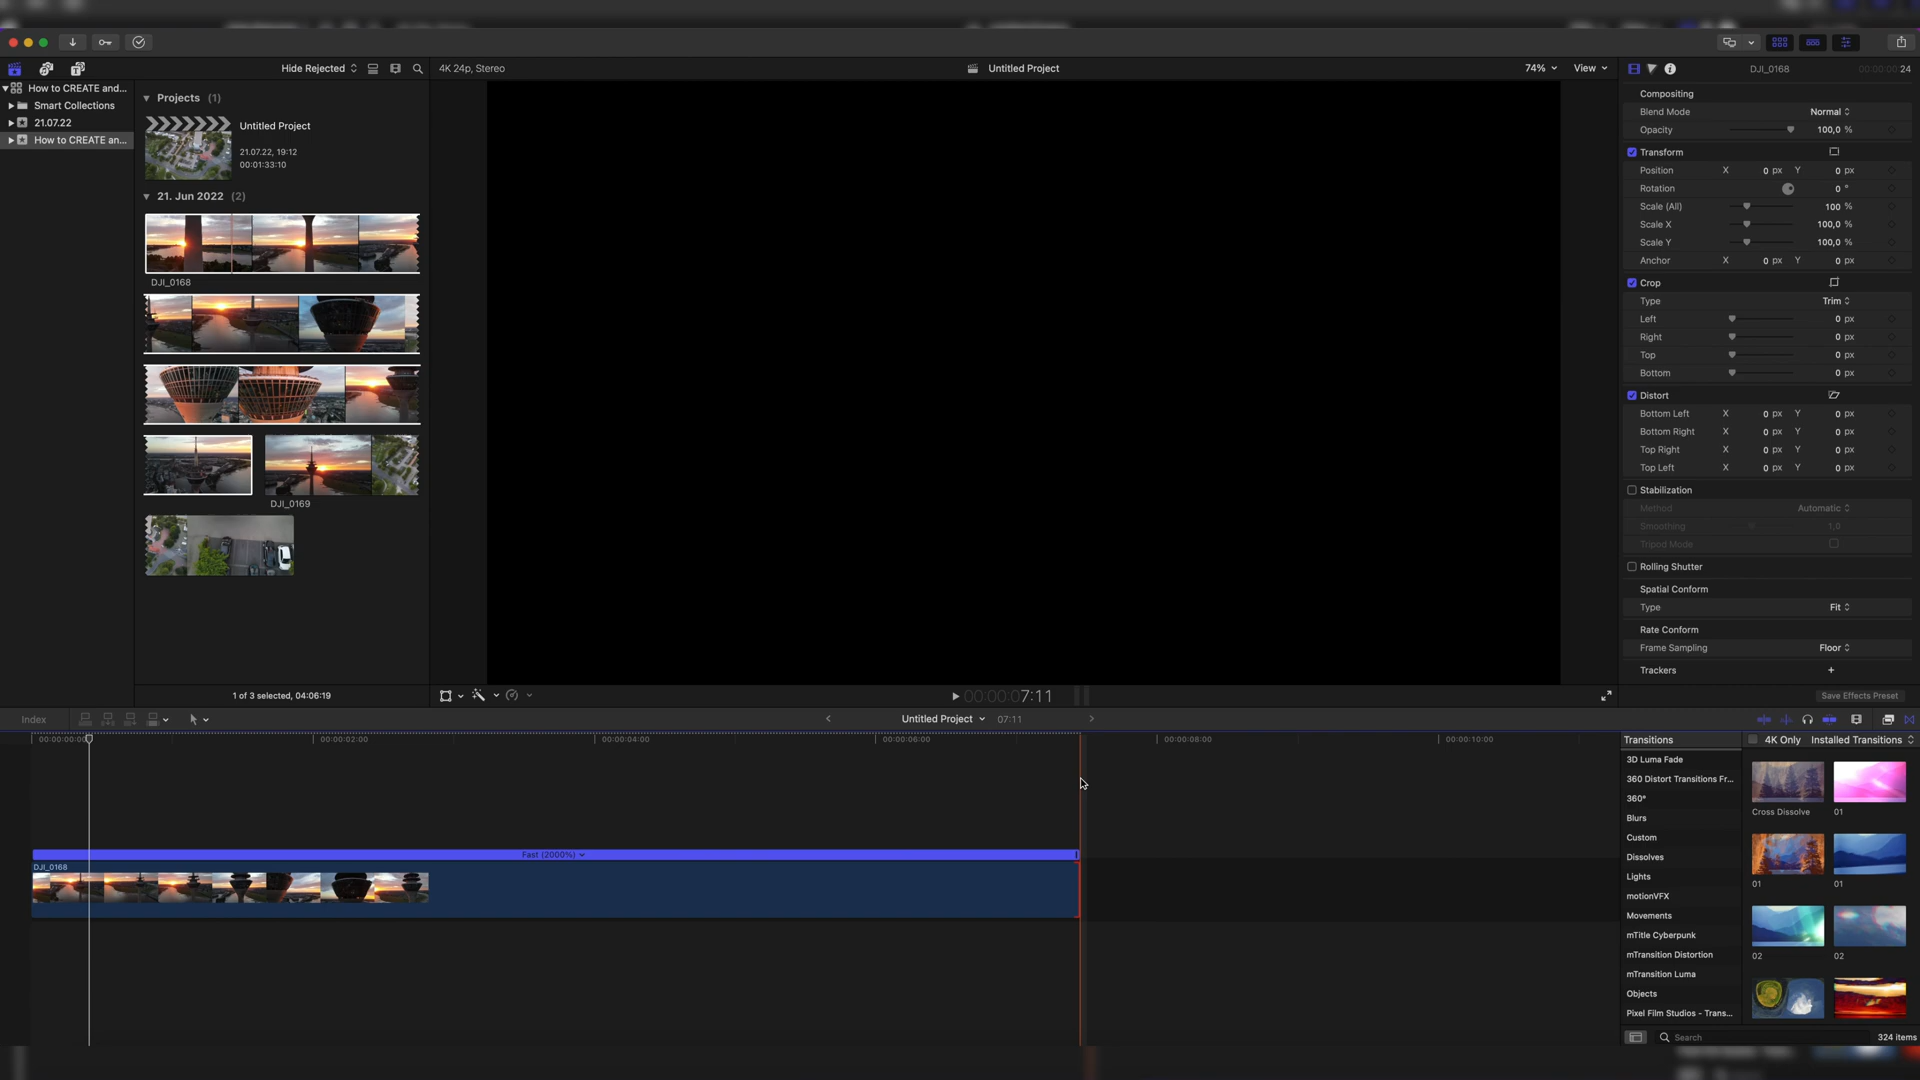 Hide Rejected
4K 24p, Stereo
Untitled Project
74%
View
DJI_0168
24
How to CREATE and...
Smart Collections
21.07.22
How to CREATE an...
Projects (1)
Untitled Project
21.07.22, 19:12
00:01:33:10
21. Jun 2022 (2)
DJI_0168
DJI_0169
1 of 3 selected, 04:06:19
00:00:00:07:11
Compositing
Blend Mode Normal
Opacity 100,0 %
Transform
Position X 0 px Y 0 px
Rotation 0 °
Scale (All) 100 %
Scale X 100,0 %
Scale Y 100,0 %
Anchor X 0 px Y 0 px
Crop
Type Trim
Left 0 px
Right 0 px
Top 0 px
Bottom 0 px
Distort
Bottom Left X 0 px Y 0 px
Bottom Right X 0 px Y 0 px
Top Right X 0 px Y 0 px
Top Left X 0 px Y 0 px
Stabilization
Method Automatic
Smoothing 1,0
Tripod Mode
Rolling Shutter
Spatial Conform
Type Fit
Rate Conform
Frame Sampling Floor
Trackers +
Save Effects Preset
Index
Untitled Project 07:11
00:00:00:0
00:00:02:00
00:00:04:00
00:00:06:00
00:00:08:00
00:00:10:00
Fast (2000%)
DJI_0168
Transitions
4K Only
Installed Transitions
3D Luma Fade
360 Distort Transitions Fr...
360°
Blurs
Custom
Dissolves
Lights
motionVFX
Movements
mTitle Cyberpunk
mTransition Distortion
mTransition Luma
Objects
Pixel Film Studios - Trans...
Cross Dissolve
01
01
01
02
02
Search
324 items